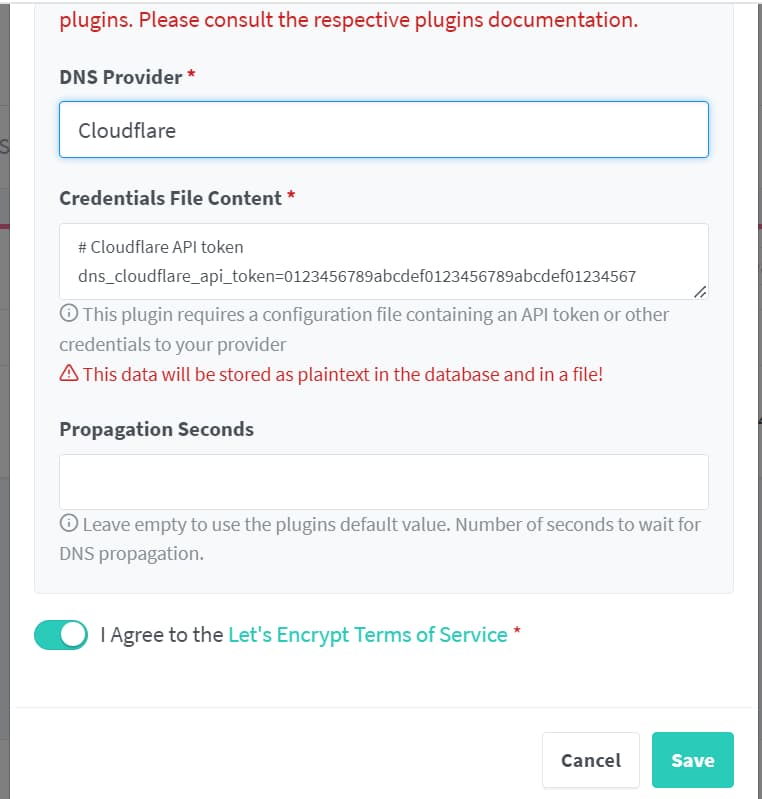 plugins. Please consult the respective plugins documentation.
DNS Provider *
Cloudflare
Credentials File Content *
# Cloudflare API token
dns_cloudflare_api_token=0123456789abcdef0123456789abcdef01234567
This plugin requires a configuration file containing an API token or other
credentials to your provider
This data will be stored as plaintext in the database and in a file!
Propagation Seconds
Leave empty to use the plugins default value. Number of seconds to wait for
DNS propagation.
I Agree to the Let's Encrypt Terms of Service *
Cancel
Save